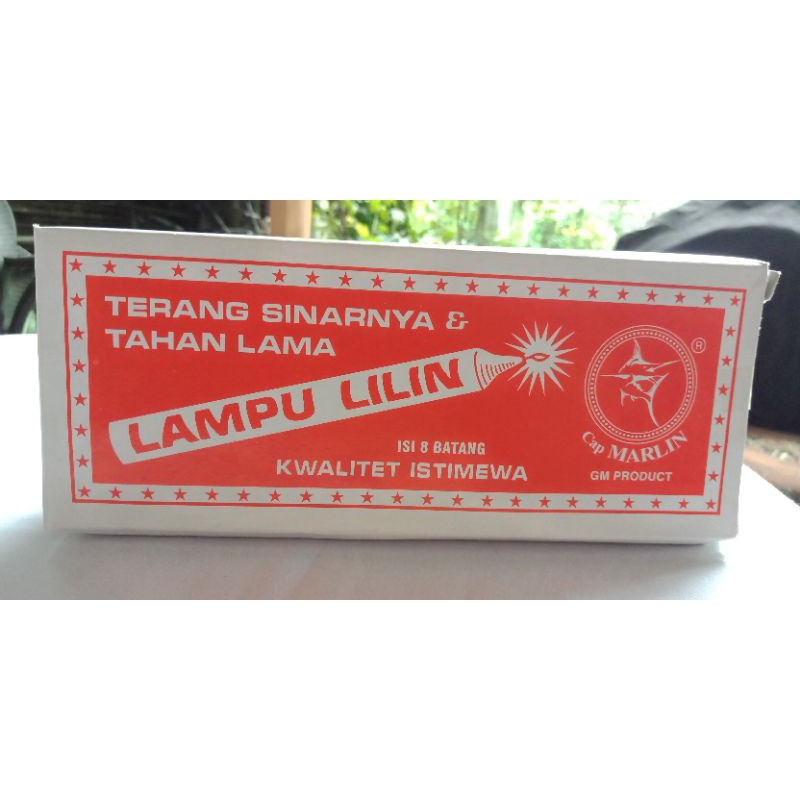 TERANG SINARNYA &
TAHAN LAMA
LAMPU LILIN
ISI 8 BATANG
KWALITET ISTIMEWA
®
Cap MARLIN
GM PRODUCT